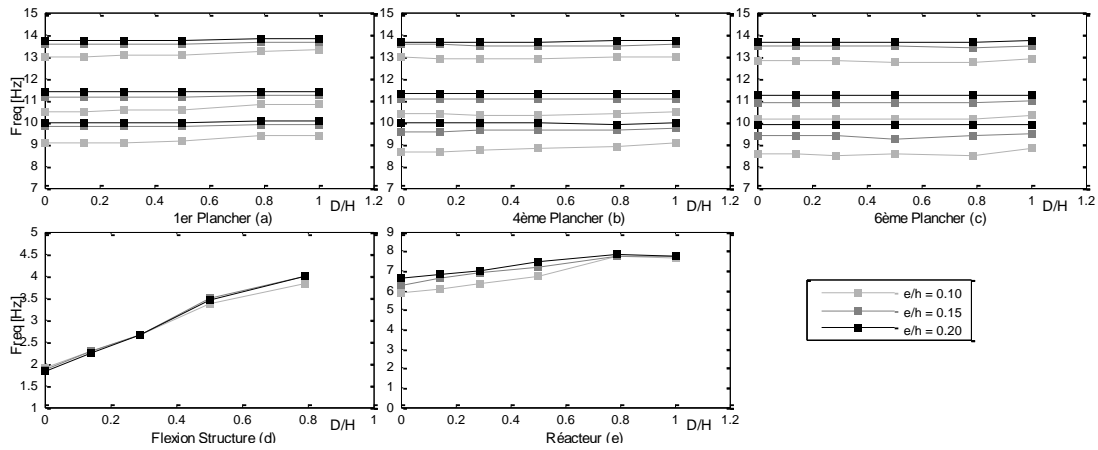 15
14
13
12
11
10
9
8
7
Freq [Hz]
0 0.2 0.4 0.6 0.8 1 1.2
D/H
1er Plancher (a)
15
14
13
12
11
10
9
8
7
0 0.2 0.4 0.6 0.8 1 1.2
D/H
4ème Plancher (b)
15
14
13
12
11
10
9
8
7
0 0.2 0.4 0.6 0.8 1 1.2
D/H
6ème Plancher (c)
5
4.5
4
3.5
3
2.5
2
1.5
1
Freq [Hz]
0 0.2 0.4 0.6 0.8 1
D/H
Flexion Structure (d)
9
8
7
6
5
4
3
2
1
0
0 0.2 0.4 0.6 0.8 1 1.2
D/H
Réacteur (e)
e/h = 0.10
e/h = 0.15
e/h = 0.20